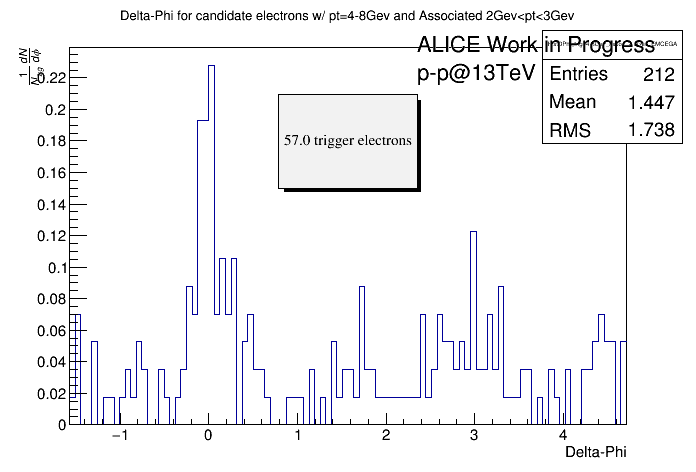 Delta-Phi for candidate electrons w/ pt=4-8Gev and Associated 2Gev<pt<3Gev
ALICE Work in Progress
p-p@13TeV
Entries 212
Mean 1.447
RMS 1.738
57.0 trigger electrons
0.22
0.2
0.18
0.16
0.14
0.12
0.1
0.08
0.06
0.04
0.02
0
−1 0 1 2 3 4
Delta-Phi